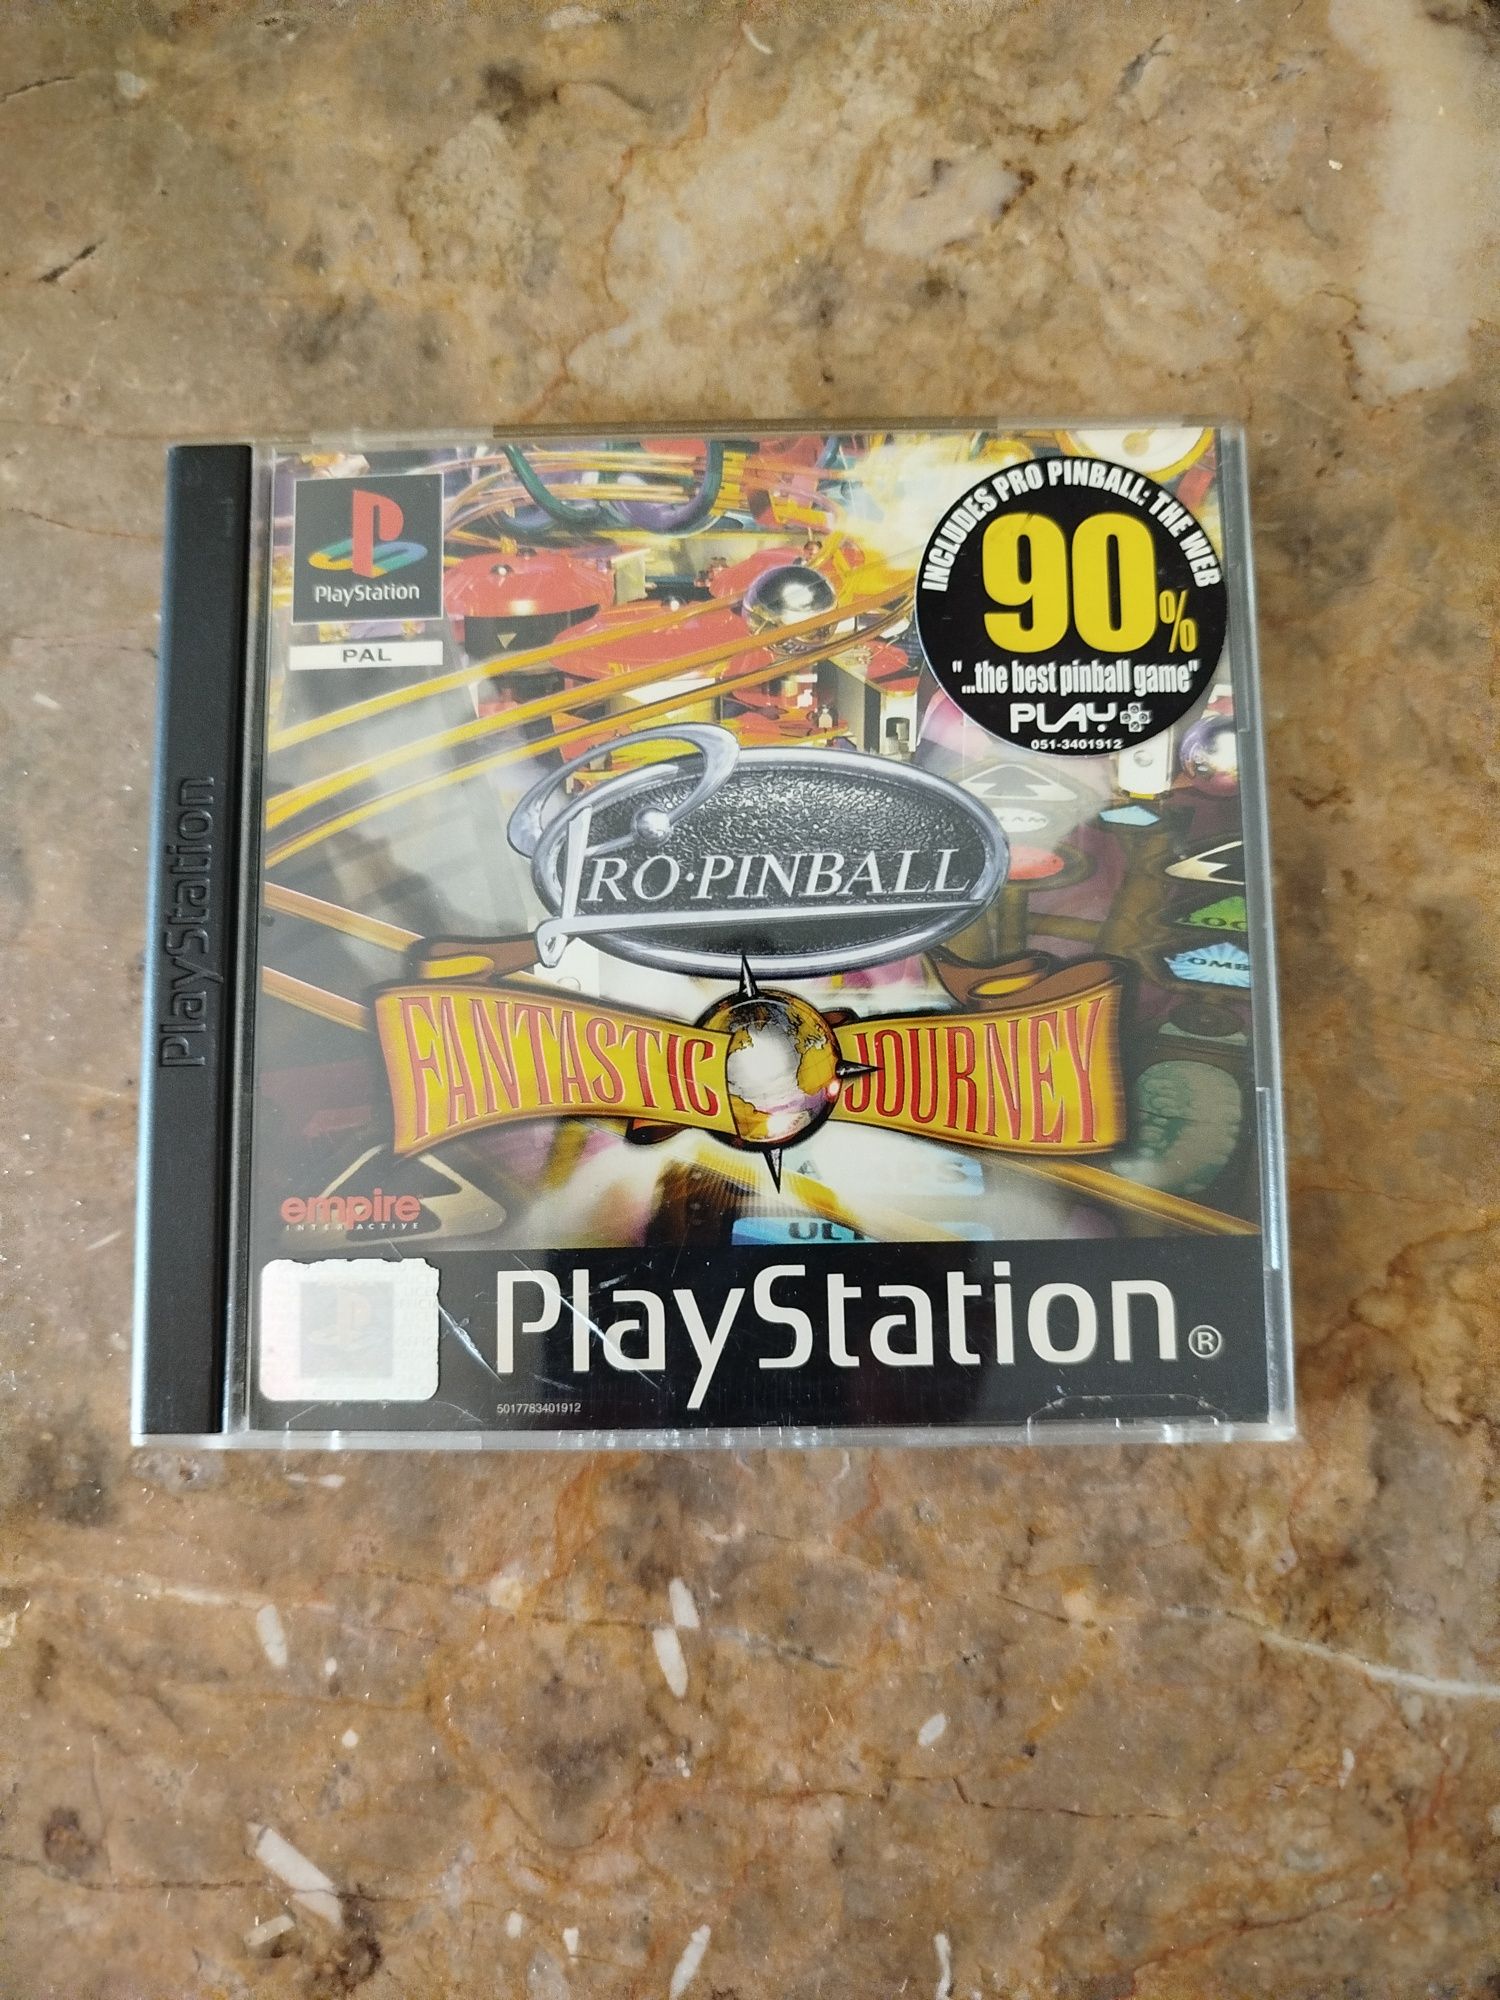 PlayStation
PlayStation
PAL
INCLUDES PRO PINBALL: THE WEB
90%
"...the best pinball game"
PLAY
051-3401912
PRO·PINBALL
FANTASTIC JOURNEY
empire
INTERACTIVE
PlayStation®
5017783401912